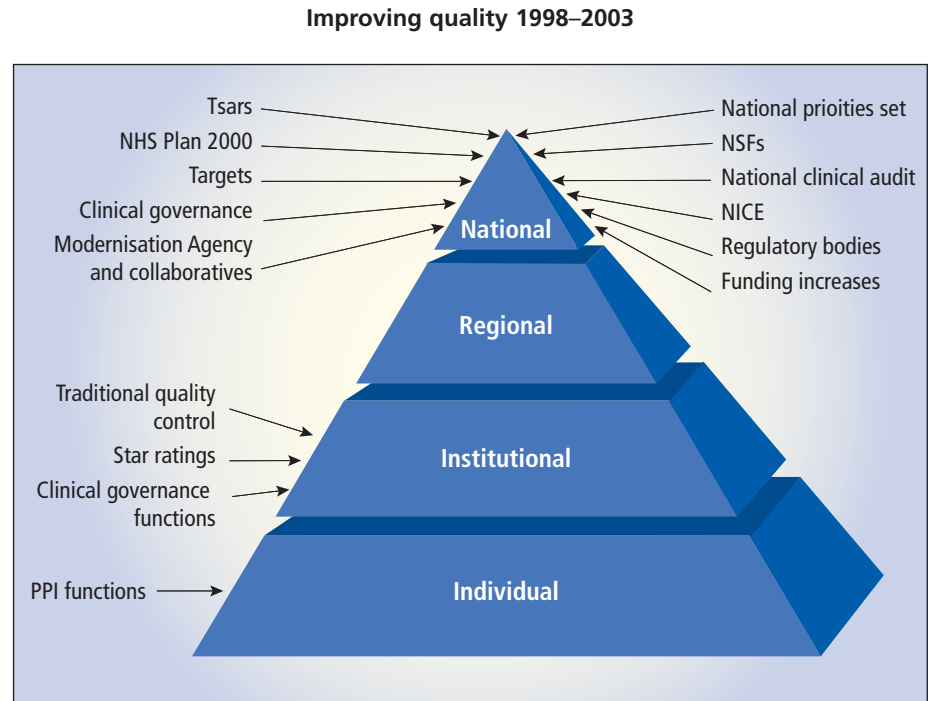 Improving quality 1998–2003
Tsars
NHS Plan 2000
Targets
Clinical governance
Modernisation Agency
and collaboratives
National prioities set
NSFs
National clinical audit
NICE
Regulatory bodies
Funding increases
National
Regional
Traditional quality
control
Star ratings
Clinical governance
functions
Institutional
PPI functions
Individual